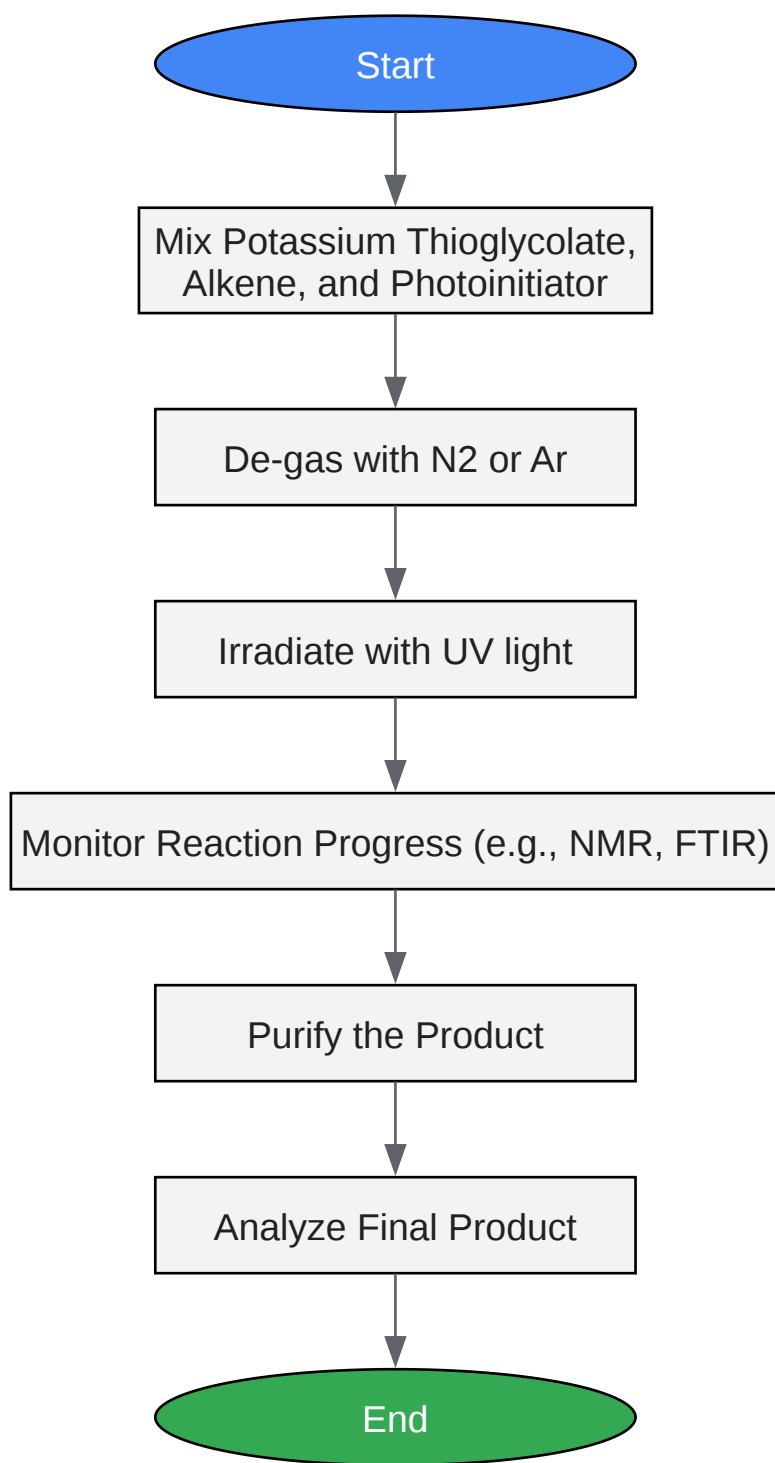 Start
Mix Potassium Thioglycolate,
Alkene, and Photoinitiator
De-gas with N2 or Ar
Irradiate with UV light
Monitor Reaction Progress (e.g., NMR, FTIR)
Purify the Product
Analyze Final Product
End